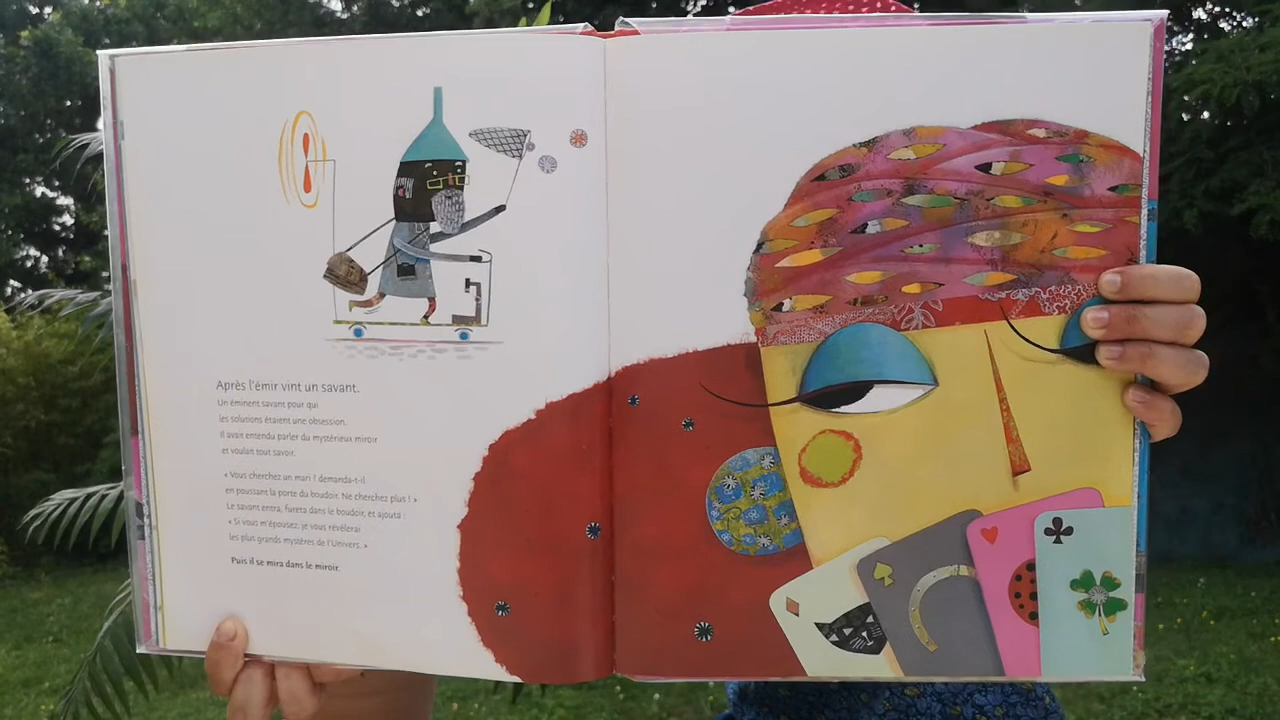 Après l'émir vint un savant.
Un éminent savant pour qui
les solutions étaient une obsession.
Il avait entendu parler du mystérieux miroir
et voulait tout savoir.
« Vous cherchez un mari ! demanda-t-il
en poussant la porte du boudoir. Ne cherchez plus ! »
Le savant entra, fureta dans le boudoir, et ajouta :
« Si vous m'épousez, je vous révèlerai
les plus grands mystères de l'Univers. »
Puis il se mira dans le miroir.